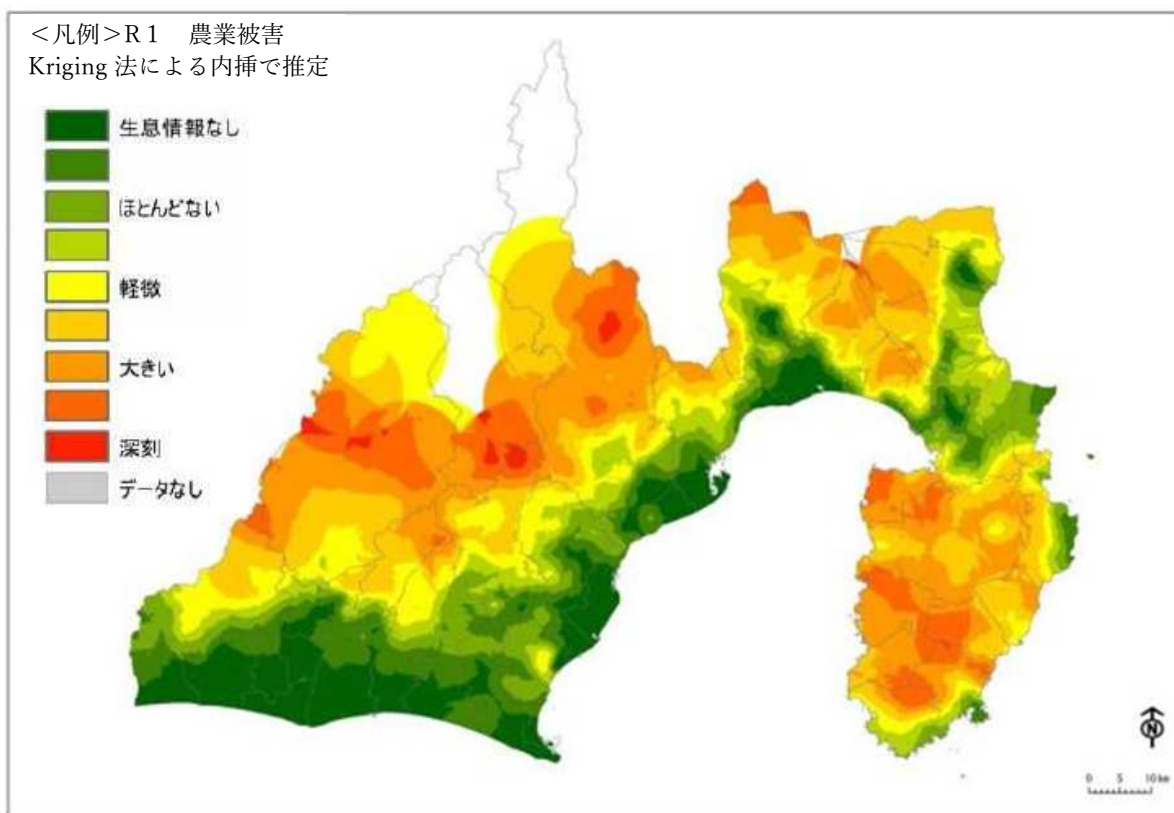 <凡例>R1 農業被害
Kriging 法による内挿で推定
生息情報なし
ほとんどない
軽微
大きい
深刻
データなし
N
0 5 10 km